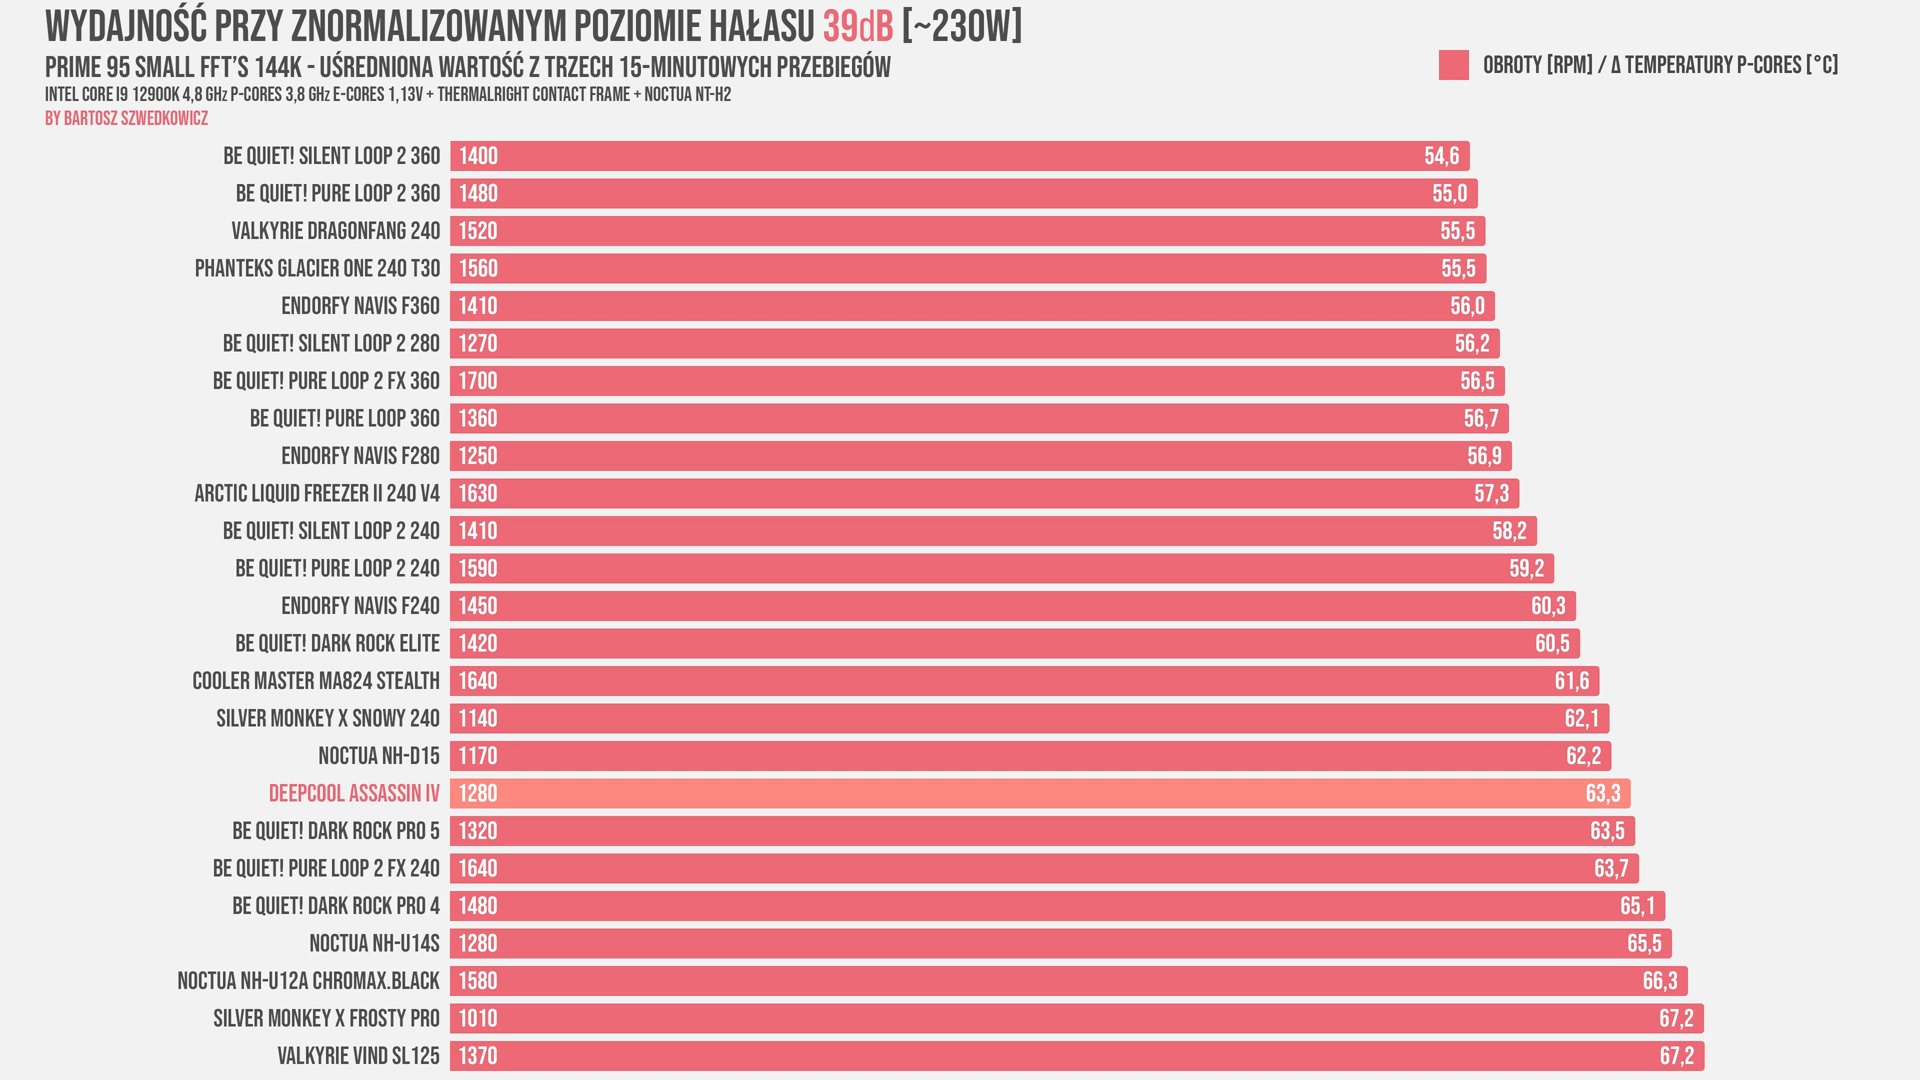 WYDAJNOŚĆ PRZY ZNORMALIZOWANYM POZIOMIE HAŁASU 39dB [~230W]
PRIME 95 SMALL FFT'S 144K - UŚREDNIONA WARTOŚĆ Z TRZECH 15-MINUTOWYCH PRZEBIEGÓW
INTEL CORE I9 12900K 4,8 GHz P-CORES 3,8 GHz E-CORES 1,13V + THERMALRIGHT CONTACT FRAME + NOCTUA NT-H2
BY BARTOSZ SZWEDKOWICZ
OBROTY [RPM] / Δ TEMPERATURY P-CORES [°C]
BE QUIET! SILENT LOOP 2 360 1400 54,6
BE QUIET! PURE LOOP 2 360 1480 55,0
VALKYRIE DRAGONFANG 240 1520 55,5
PHANTEKS GLACIER ONE 240 T30 1560 55,5
ENDORFY NAVIS F360 1410 56,0
BE QUIET! SILENT LOOP 2 280 1270 56,2
BE QUIET! PURE LOOP 2 FX 360 1700 56,5
BE QUIET! PURE LOOP 360 1360 56,7
ENDORFY NAVIS F280 1250 56,9
ARCTIC LIQUID FREEZER II 240 V4 1630 57,3
BE QUIET! SILENT LOOP 2 240 1410 58,2
BE QUIET! PURE LOOP 2 240 1590 59,2
ENDORFY NAVIS F240 1450 60,3
BE QUIET! DARK ROCK ELITE 1420 60,5
COOLER MASTER MA824 STEALTH 1640 61,6
SILVER MONKEY X SNOWY 240 1140 62,1
NOCTUA NH-D15 1170 62,2
DEEPCOOL ASSASSIN IV 1280 63,3
BE QUIET! DARK ROCK PRO 5 1320 63,5
BE QUIET! PURE LOOP 2 FX 240 1640 63,7
BE QUIET! DARK ROCK PRO 4 1480 65,1
NOCTUA NH-U14S 1280 65,5
NOCTUA NH-U12A CHROMAX.BLACK 1580 66,3
SILVER MONKEY X FROSTY PRO 1010 67,2
VALKYRIE VIND SL125 1370 67,2